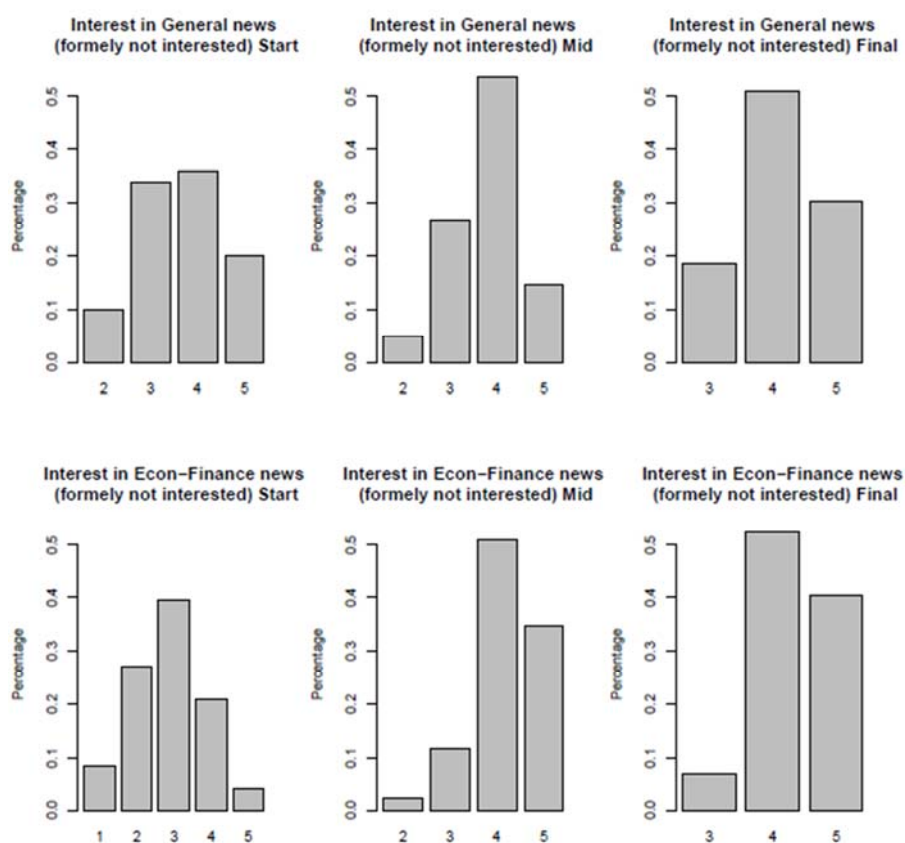 Interest in General news
(formely not interested) Start
Interest in General news
(formely not interested) Mid
Interest in General news
(formely not interested) Final
Percentage
0.0 0.1 0.2 0.3 0.4 0.5
2 3 4 5
Percentage
0.0 0.1 0.2 0.3 0.4 0.5
2 3 4 5
Percentage
0.0 0.1 0.2 0.3 0.4 0.5
3 4 5
Interest in Econ−Finance news
(formely not interested) Start
Interest in Econ−Finance news
(formely not interested) Mid
Interest in Econ−Finance news
(formely not interested) Final
Percentage
0.0 0.1 0.2 0.3 0.4 0.5
1 2 3 4 5
Percentage
0.0 0.1 0.2 0.3 0.4 0.5
2 3 4 5
Percentage
0.0 0.1 0.2 0.3 0.4 0.5
3 4 5